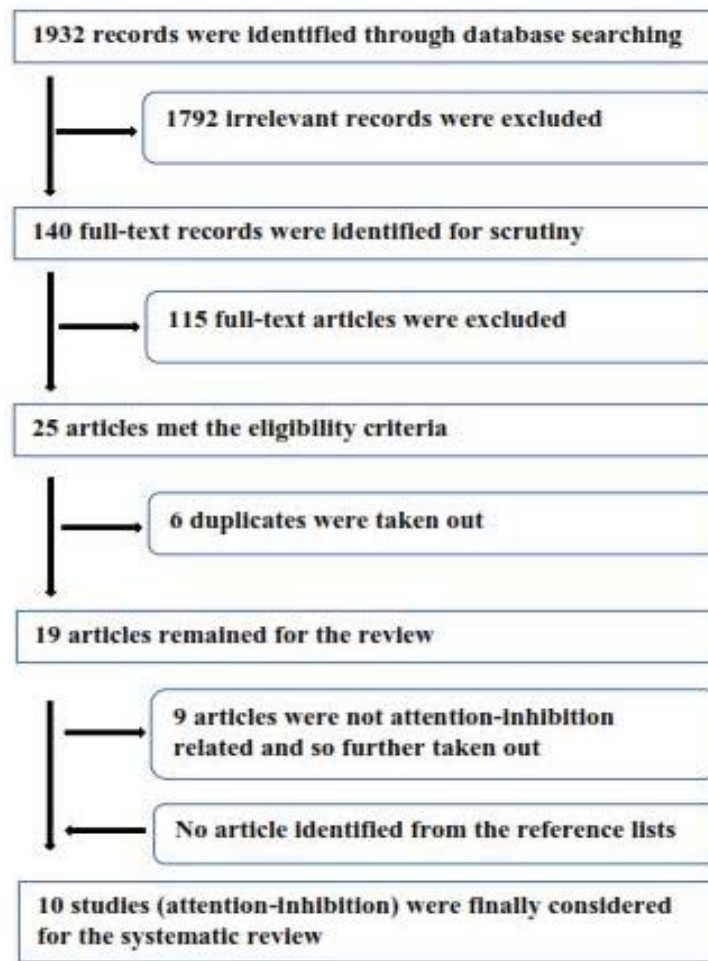 1932 records were identified through database searching
1792 irrelevant records were excluded
140 full-text records were identified for scrutiny
115 full-text articles were excluded
25 articles met the eligibility criteria
6 duplicates were taken out
19 articles remained for the review
9 articles were not attention-inhibition
related and so further taken out
No article identified from the reference lists
10 studies (attention-inhibition) were finally considered
for the systematic review